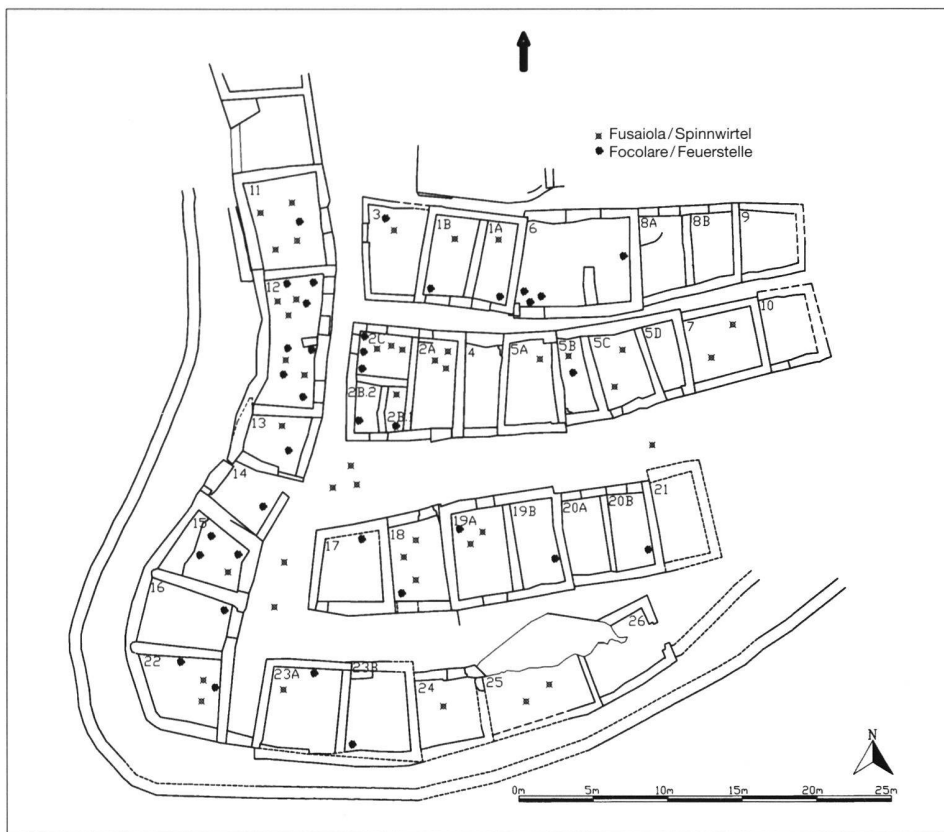 Fusaiola/Spinnwirtel
Focolare/Feuerstelle
11
3
1B
1A
6
8A
8B
9
12
2C
2A
4
5A
5B
5C
5D
7
10
2B.2
2B.1
13
14
15
16
17
18
19A
19B
20A
20B
21
22
23A
23B
24
25
26
N
0m 5m 10m 15m 20m 25m